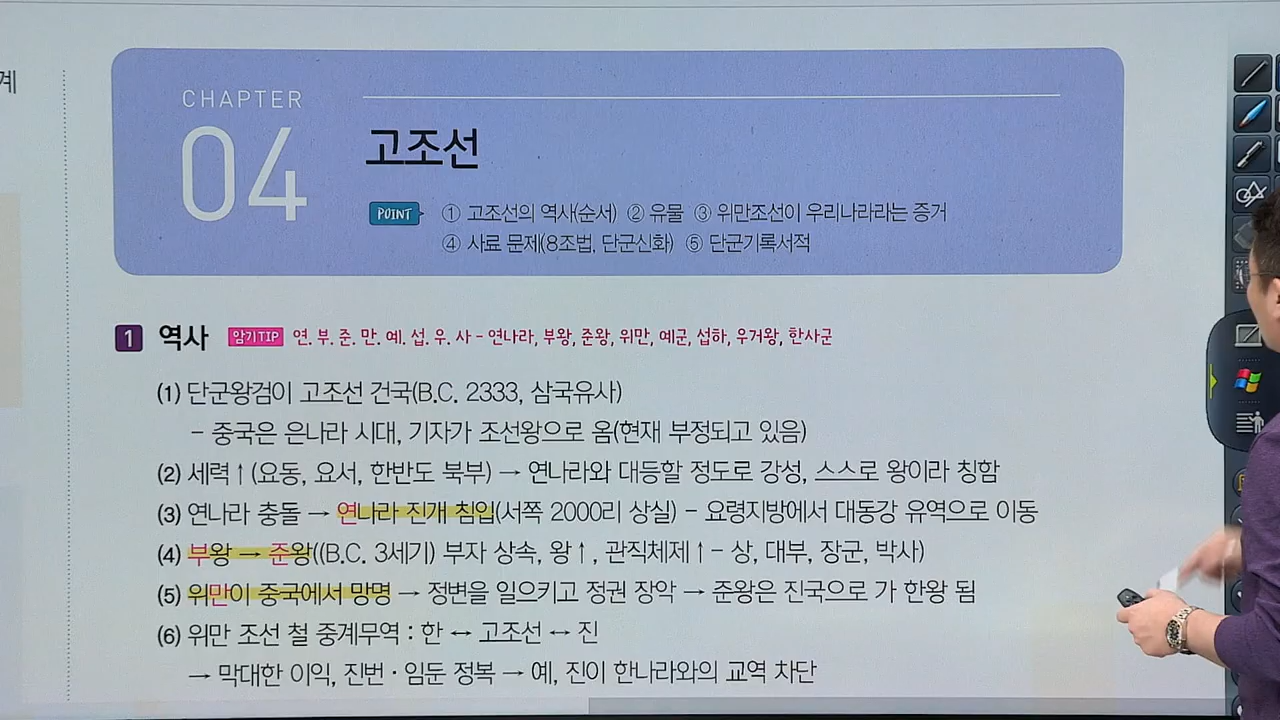 계
CHAPTER
04
고조선
POINT ① 고조선의 역사(순서) ② 유물 ③ 위만조선이 우리나라라는 증거
④ 사료 문제(8조법, 단군신화) ⑤ 단군기록서적
1 역사 암기TIP 연. 부. 준. 만. 예. 섭. 우. 사 - 연나라, 부왕, 준왕, 위만, 예군, 섭하, 우거왕, 한사군
(1) 단군왕검이 고조선 건국(B.C. 2333, 삼국유사)
- 중국은 은나라 시대, 기자가 조선왕으로 옴(현재 부정되고 있음)
(2) 세력↑(요동, 요서, 한반도 북부) → 연나라와 대등할 정도로 강성, 스스로 왕이라 칭함
(3) 연나라 충돌 → 연나라 진개 침입(서쪽 2000리 상실) - 요령지방에서 대동강 유역으로 이동
(4) 부왕 → 준왕((B.C. 3세기) 부자 상속, 왕↑, 관직체제↑- 상, 대부, 장군, 박사)
(5) 위만이 중국에서 망명 → 정변을 일으키고 정권 장악 → 준왕은 진국으로 가 한왕 됨
(6) 위만 조선 철 중계무역 : 한 ↔ 고조선 ↔ 진
→ 막대한 이익, 진번 · 임둔 정복 → 예, 진이 한나라와의 교역 차단